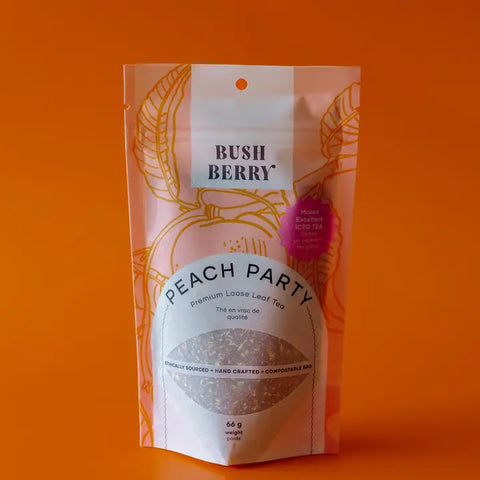 BUSH
BERRY
Makes
Excellent
ICED TEA
PEACH PARTY
Premium Loose Leaf Tea
Thé en vrac de
qualité
ETHICALLY SOURCED • HAND CRAFTED • COMPOSTABLE BAG
66 g
weight
poids